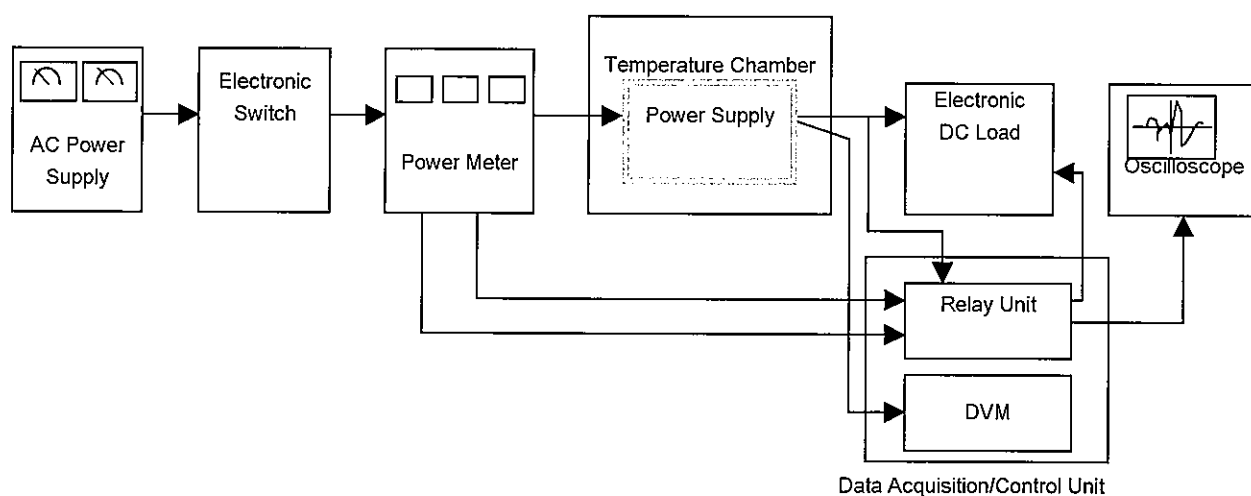 AC Power
Supply
Electronic
Switch
Power Meter
Temperature Chamber
Power Supply
Electronic
DC Load
Oscilloscope
Relay Unit
DVM
Data Acquisition/Control Unit